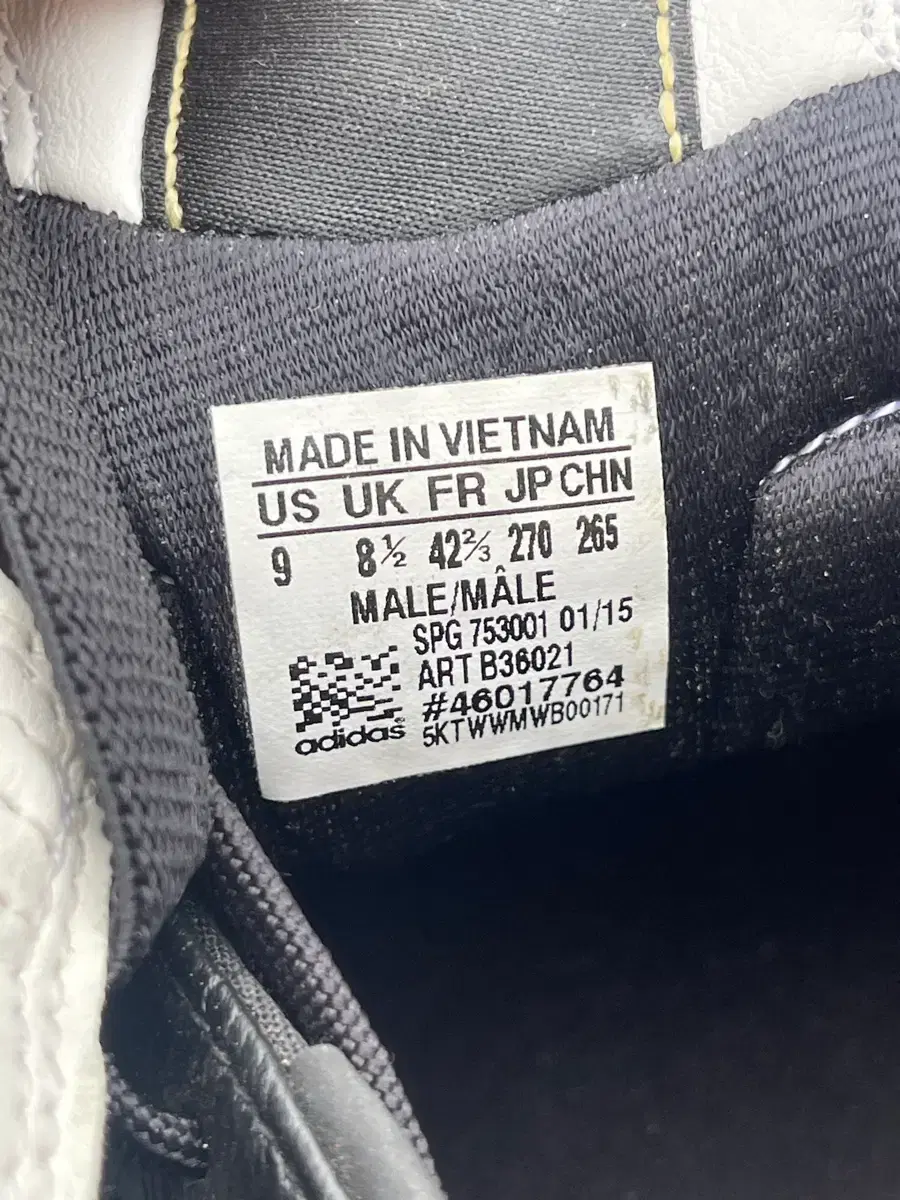 MADE IN VIETNAM
US UK FR JP CHN
9 8½ 42⅔ 270 265
MALE/MÂLE
SPG 753001 01/15
ART B36021
#46017764
adidas 5KTWWMWB00171